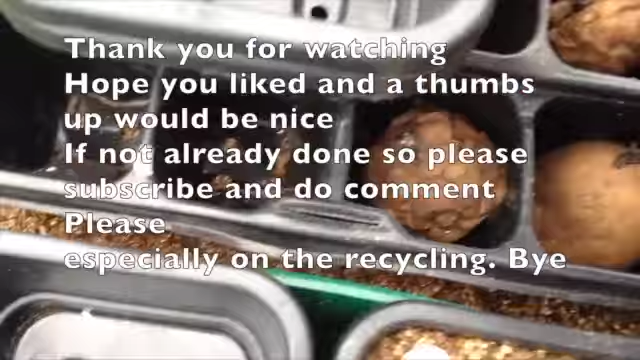 Thank you for watching
Hope you liked and a thumbs
up would be nice
If not already done so please
subscribe and do comment
Please
especially on the recycling. Bye